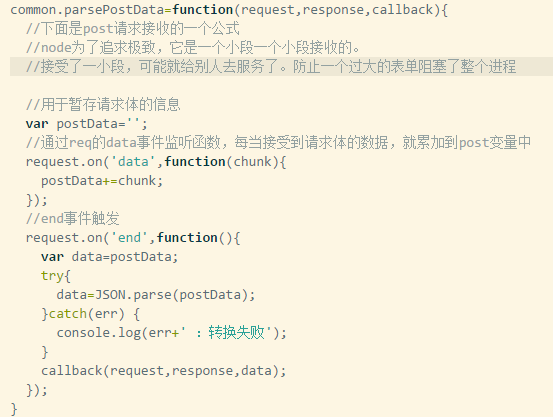 common.parsePostData=function(request,response,callback){
//下面是post请求接收的一个公式
//node为了追求极致，它是一个小段一个小段接收的。
//接受了一小段，可能就给别人去服务了。防止一个过大的表单阻塞了整个进程
//用于暂存请求体的信息
var postData='';
//通过req的data事件监听函数，每当接受到请求体的数据，就累加到post变量中
request.on('data',function(chunk){
postData+=chunk;
});
//end事件触发
request.on('end',function(){
var data=postData;
try{
data=JSON.parse(postData);
}catch(err) {
console.log(err+' ：转换失败');
}
callback(request,response,data);
});
}